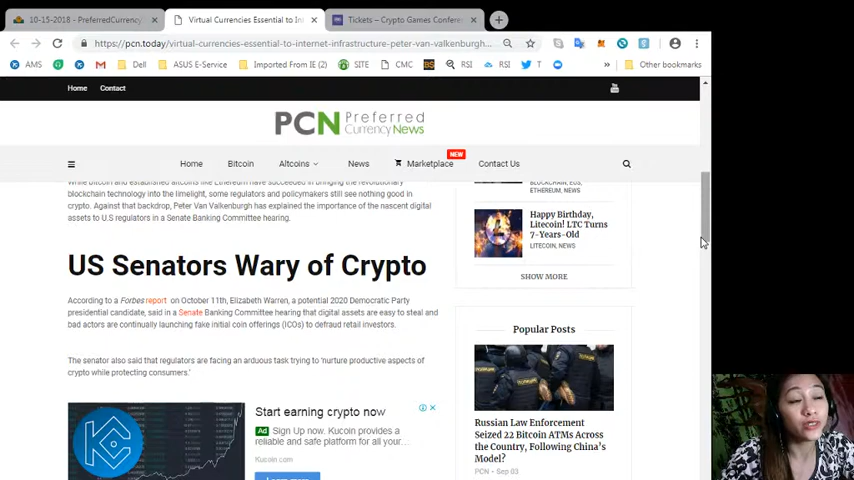 10-15-2018 - PreferredCurrency
Virtual Currencies Essential to In
Tickets – Crypto Games Conferen
https://pcn.today/virtual-currencies-essential-to-internet-infrastructure-peter-van-valkenburgh...
AMS
G
M
Dell
ASUS E-Service
Imported From IE (2)
SITE
CMC
BS
RSI
RSI
T
»
Other bookmarks
Home
Contact
PCN Preferred
Currency News
NEW
Home
Bitcoin
Altcoins
News
Marketplace
Contact Us
While bitcoin and established altcoins like Ethereum have succeeded in bringing the revolutionary
blockchain technology into the limelight, some regulators and policymakers still see nothing good in
crypto. Against that backdrop, Peter Van Valkenburgh has explained the importance of the nascent digital
assets to U.S regulators in a Senate Banking Committee hearing.
US Senators Wary of Crypto
According to a Forbes report on October 11th, Elizabeth Warren, a potential 2020 Democratic Party
presidential candidate, said in a Senate Banking Committee hearing that digital assets are easy to steal and
bad actors are continually launching fake initial coin offerings (ICOs) to defraud retail investors.
The senator also said that regulators are facing an arduous task trying to 'nurture productive aspects of
crypto while protecting consumers.'
Start earning crypto now
Ad Sign Up now. Kucoin provides a
reliable and safe platform for all your...
Kucoin.com
BLOCKCHAIN, EOS,
ETHEREUM, NEWS
Happy Birthday,
Litecoin! LTC Turns
7-Years-Old
LITECOIN, NEWS
SHOW MORE
Popular Posts
Russian Law Enforcement
Seized 22 Bitcoin ATMs Across
the Country, Following China's
Model?
PCN - Sep 03